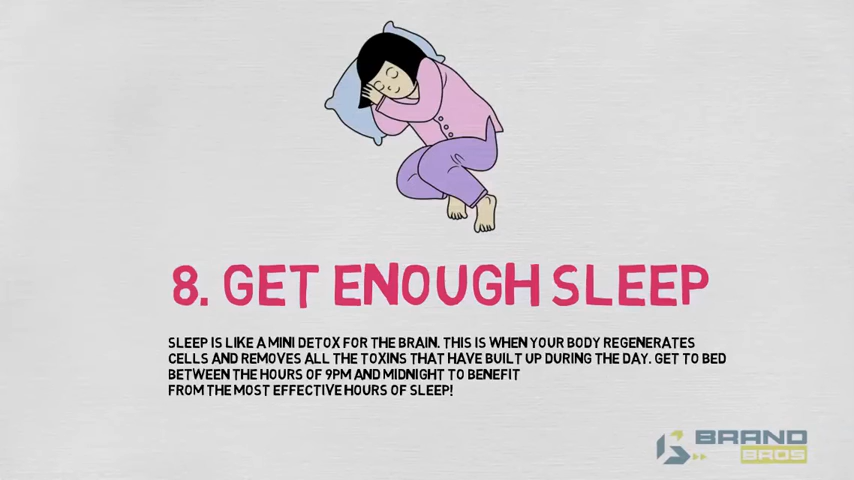 8. GET ENOUGH SLEEP
SLEEP IS LIKE A MINI DETOX FOR THE BRAIN. THIS IS WHEN YOUR BODY REGENERATES
CELLS AND REMOVES ALL THE TOXINS THAT HAVE BUILT UP DURING THE DAY. GET TO BED
BETWEEN THE HOURS OF 9PM AND MIDNIGHT TO BENEFIT
FROM THE MOST EFFECTIVE HOURS OF SLEEP!
BRAND
BROS